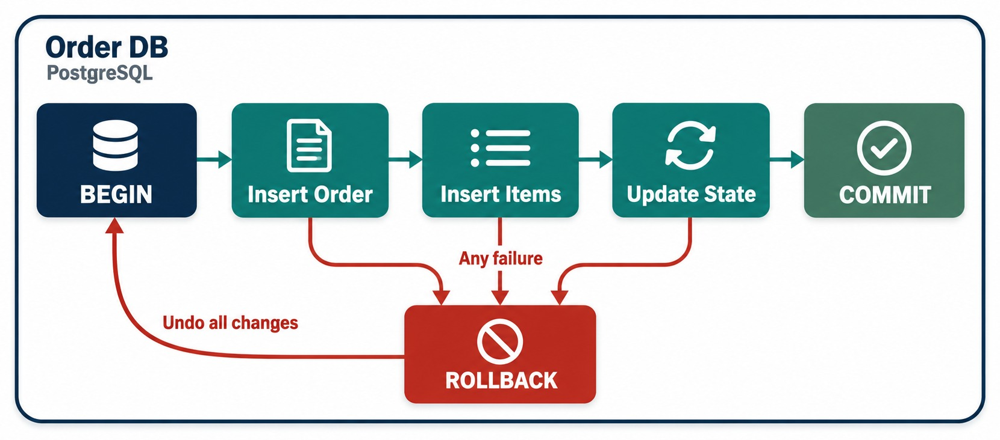 Order DB
PostgreSQL
BEGIN
Insert Order
Insert Items
Update State
COMMIT
Any failure
Undo all changes
ROLLBACK